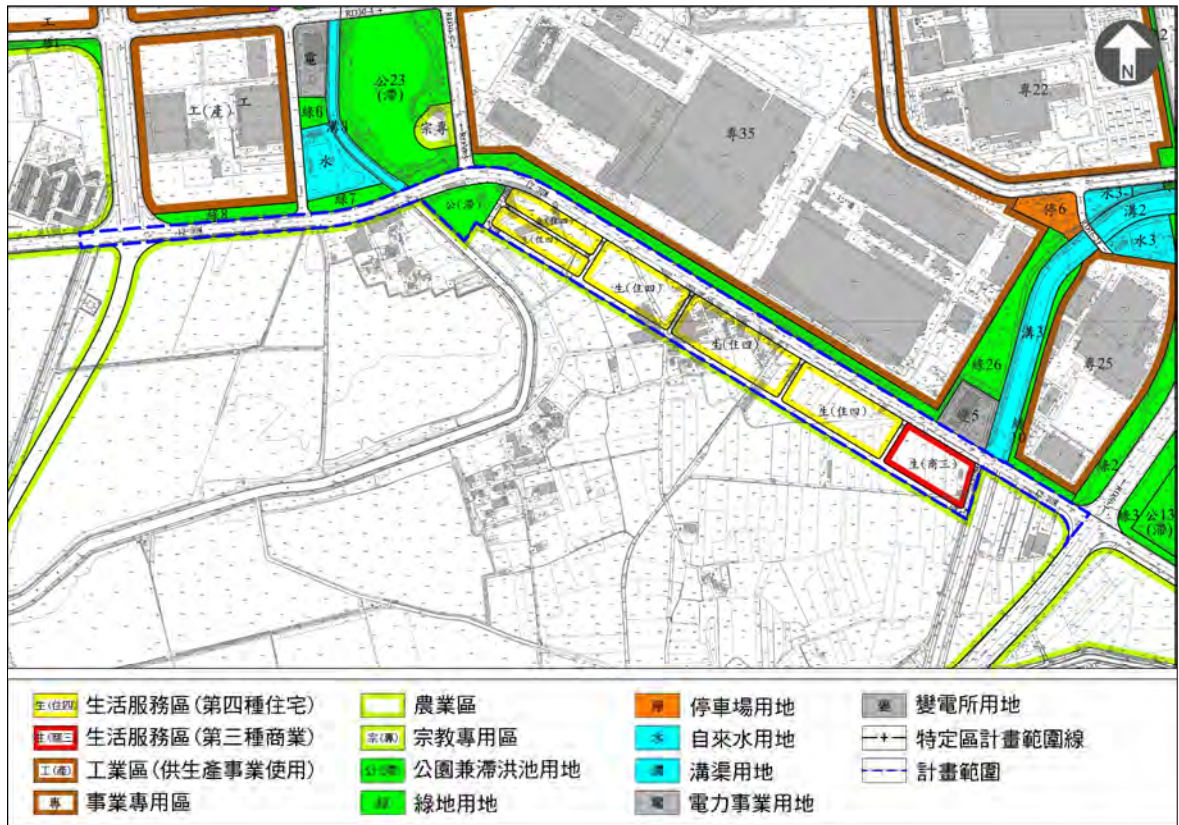 工
電
公23
(滯)
N
綠6
溝3
工(產)
工
宗專
專35
專22
水
綠7
綠8
公(滯)
停6
水3-1
溝2
水3
生(住四)
生(住四)
生(住四)
生(住四)
生(住四)
溝3
綠26
專25
變5
生(商三)
綠2
綠3
公13
(滯)
生(住四) 生活服務區(第四種住宅)
生(商三) 生活服務區(第三種商業)
工(產) 工業區(供生產事業使用)
專 事業專用區
農業區
宗(專) 宗教專用區
公(滯) 公園兼滯洪池用地
綠 綠地用地
停 停車場用地
水 自來水用地
溝 溝渠用地
電 電力事業用地
變 變電所用地
特定區計畫範圍線
計畫範圍